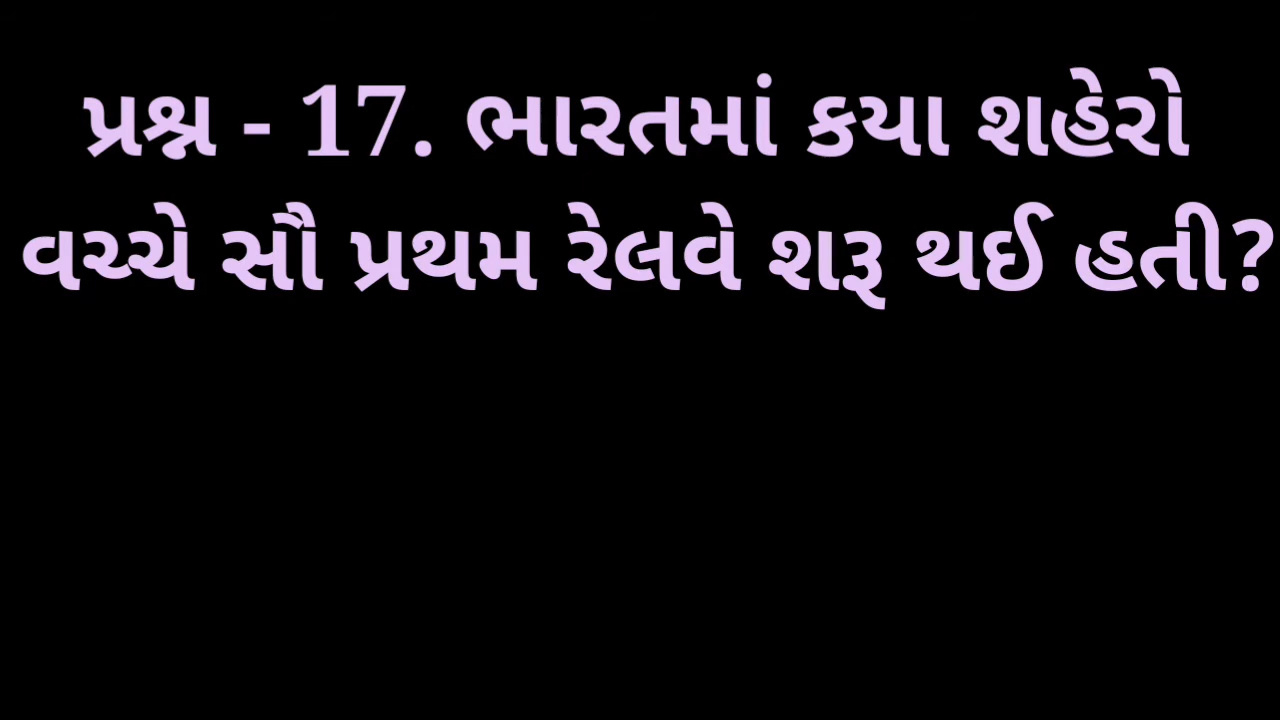 પ્રશ્ન - 17. ભારતમાં કયા શહેરો
વચ્ચે સૌ પ્રથમ રેલવે શરૂ થઈ હતી?